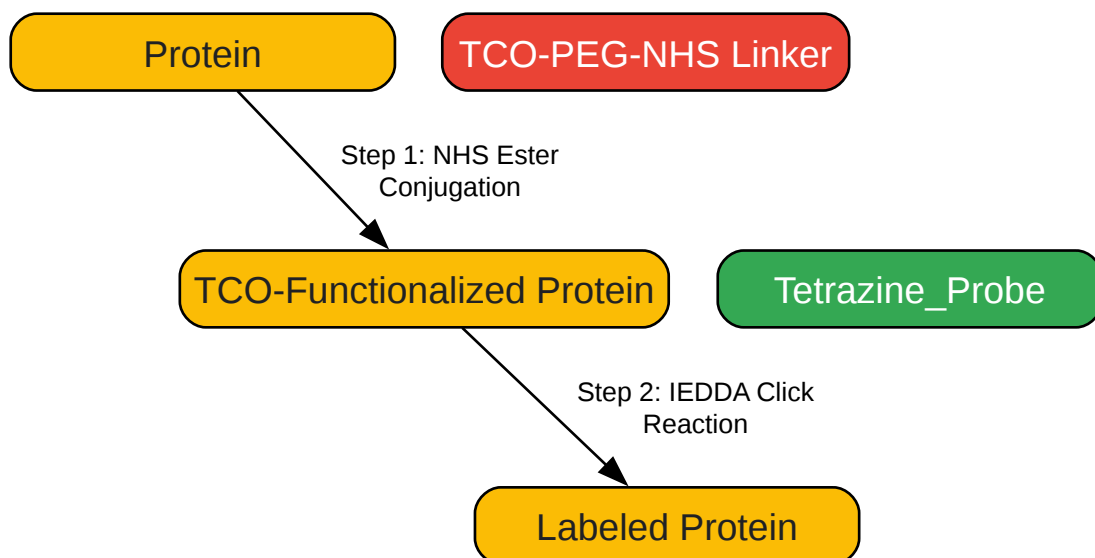 Protein
TCO-PEG-NHS Linker
Step 1: NHS Ester
Conjugation
TCO-Functionalized Protein
Tetrazine_Probe
Step 2: IEDDA Click
Reaction
Labeled Protein